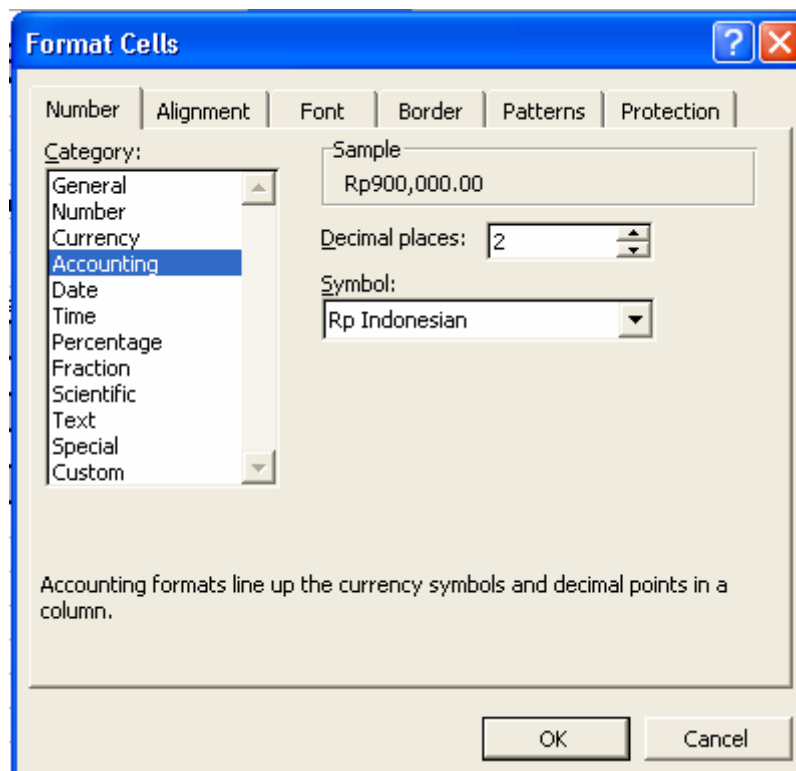 Format Cells
Number Alignment Font Border Patterns Protection
Category:
General
Number
Currency
Accounting
Date
Time
Percentage
Fraction
Scientific
Text
Special
Custom
Sample
Rp900,000.00
Decimal places: 2
Symbol:
Rp Indonesian
Accounting formats line up the currency symbols and decimal points in a
column.
OK Cancel